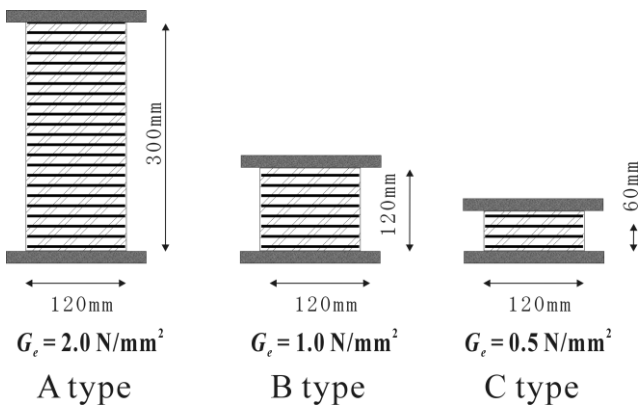 300mm
120mm
60mm
120mm
120mm
120mm
Gₑ = 2.0 N/mm²
Gₑ = 1.0 N/mm²
Gₑ = 0.5 N/mm²
A type
B type
C type